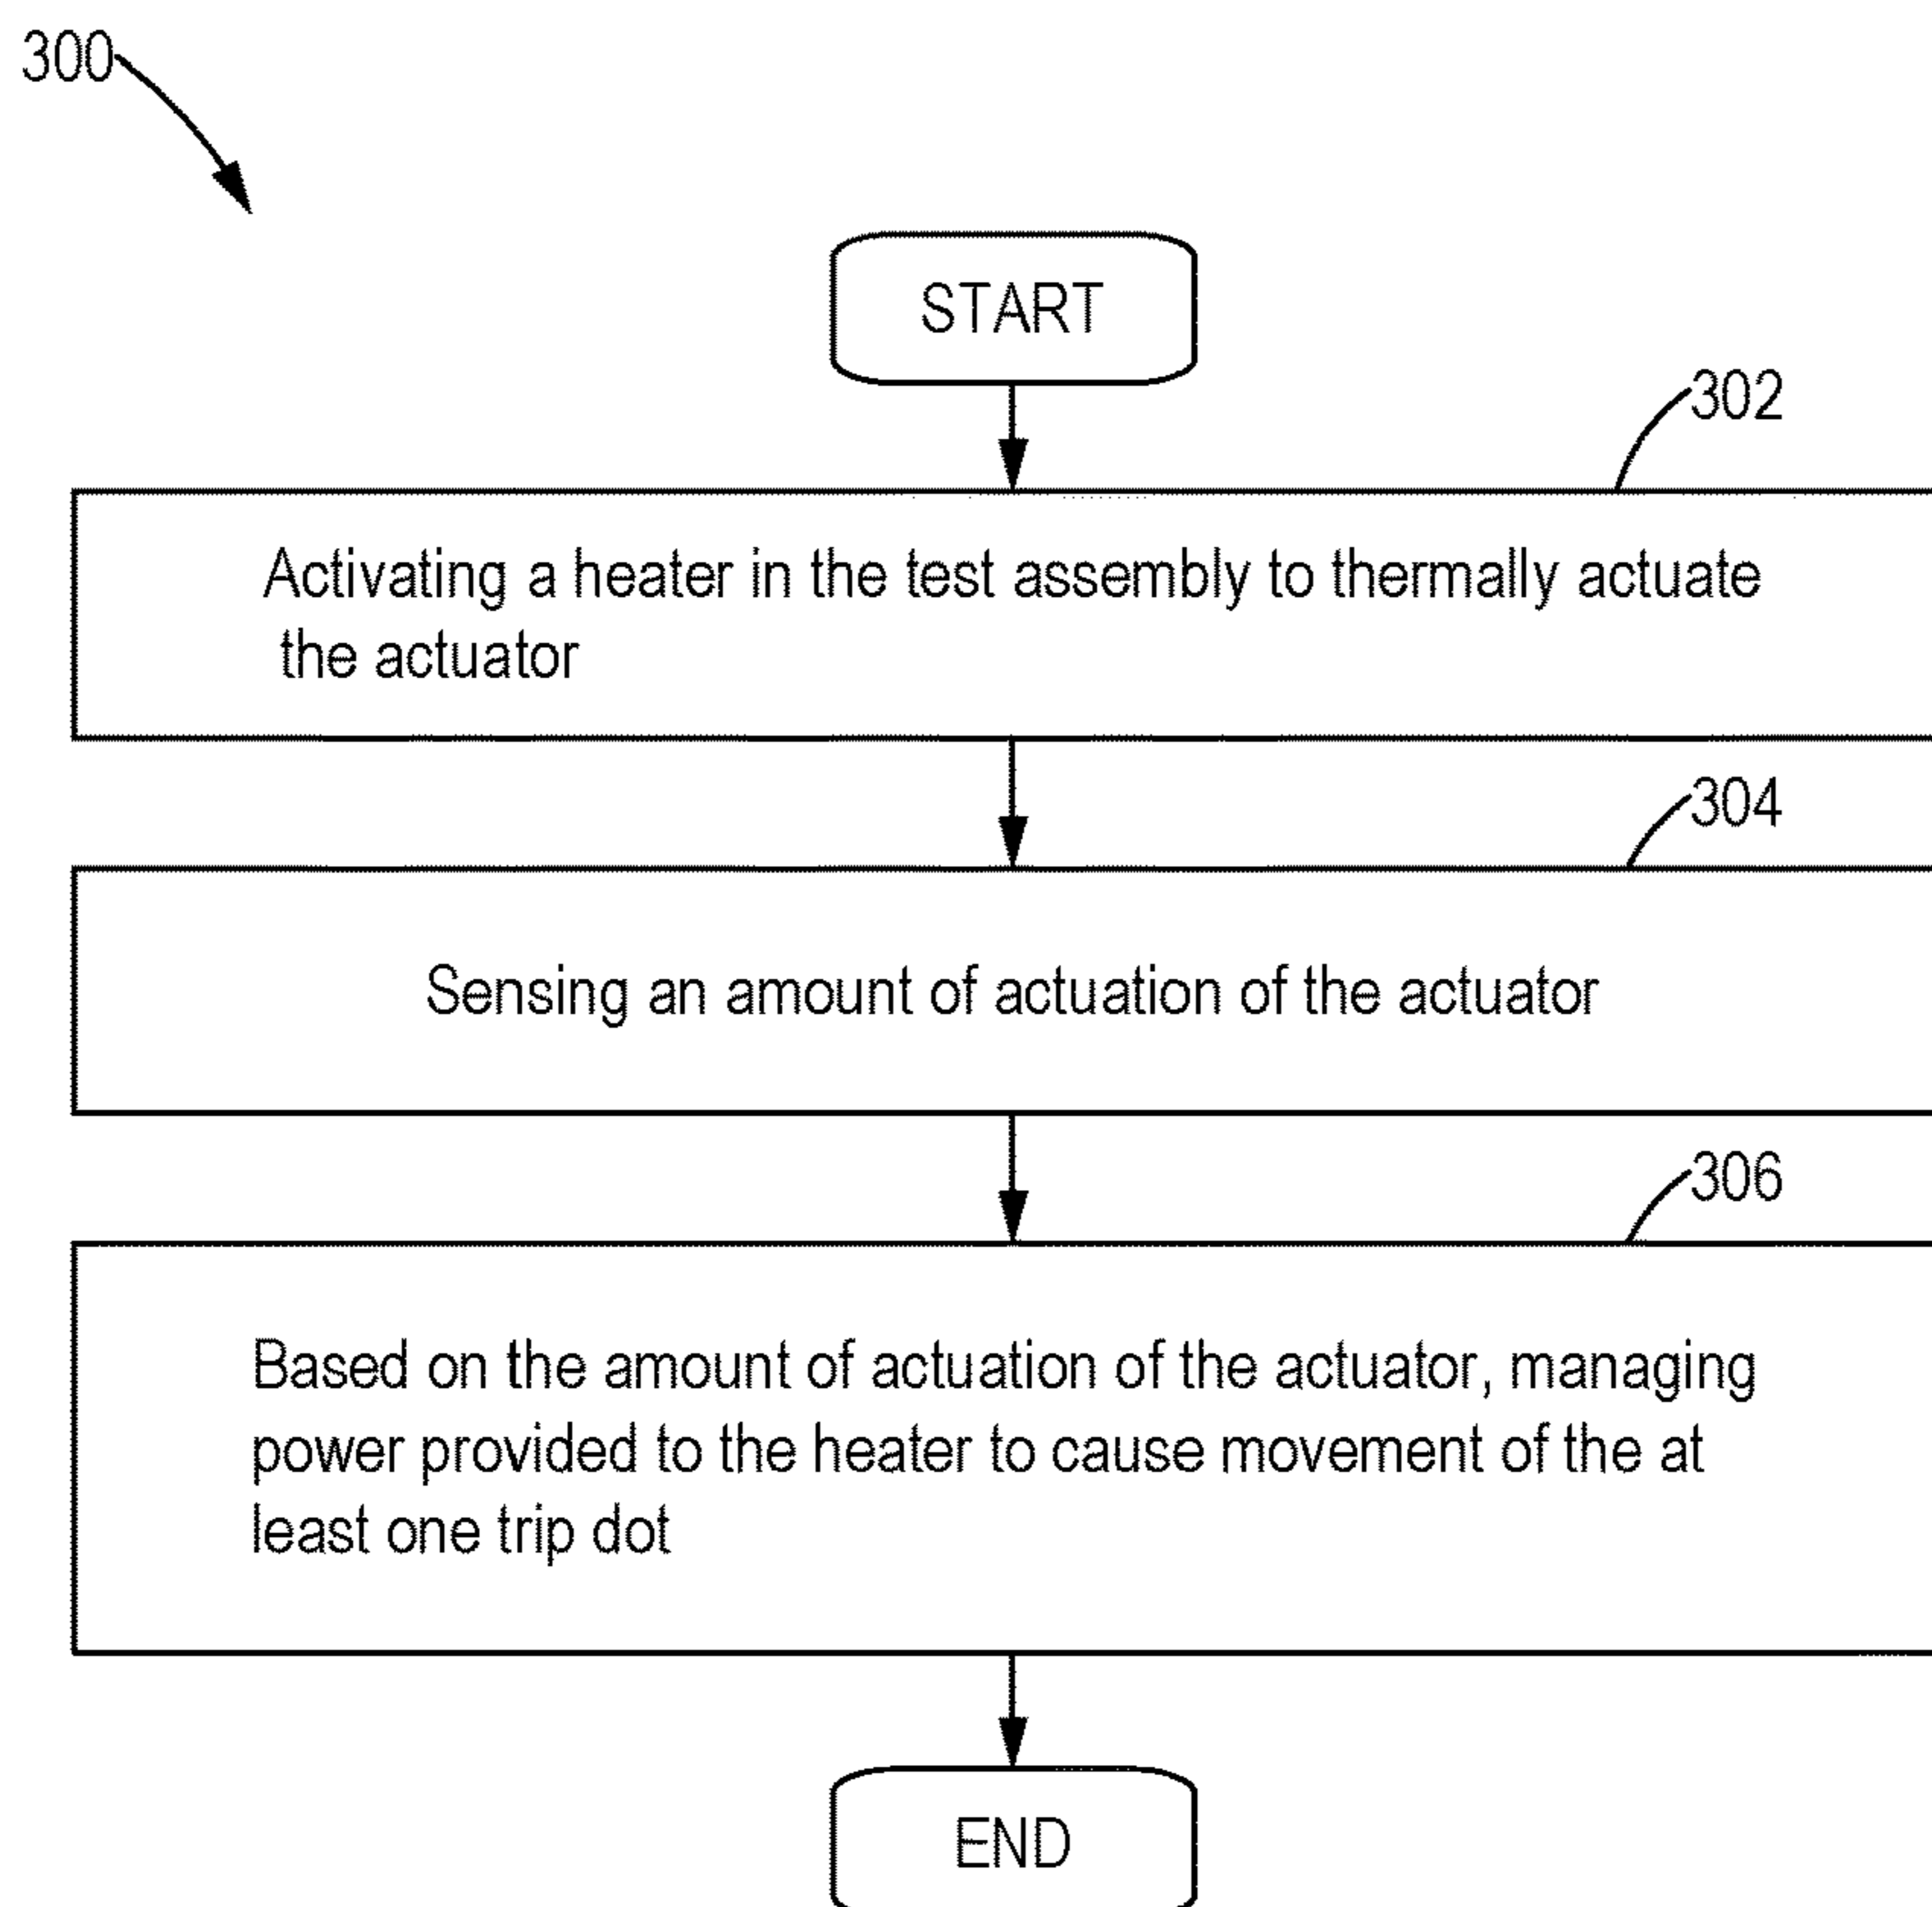 300
START
302
Activating a heater in the test assembly to thermally actuate
the actuator
304
Sensing an amount of actuation of the actuator
306
Based on the amount of actuation of the actuator, managing
power provided to the heater to cause movement of the at
least one trip dot
END